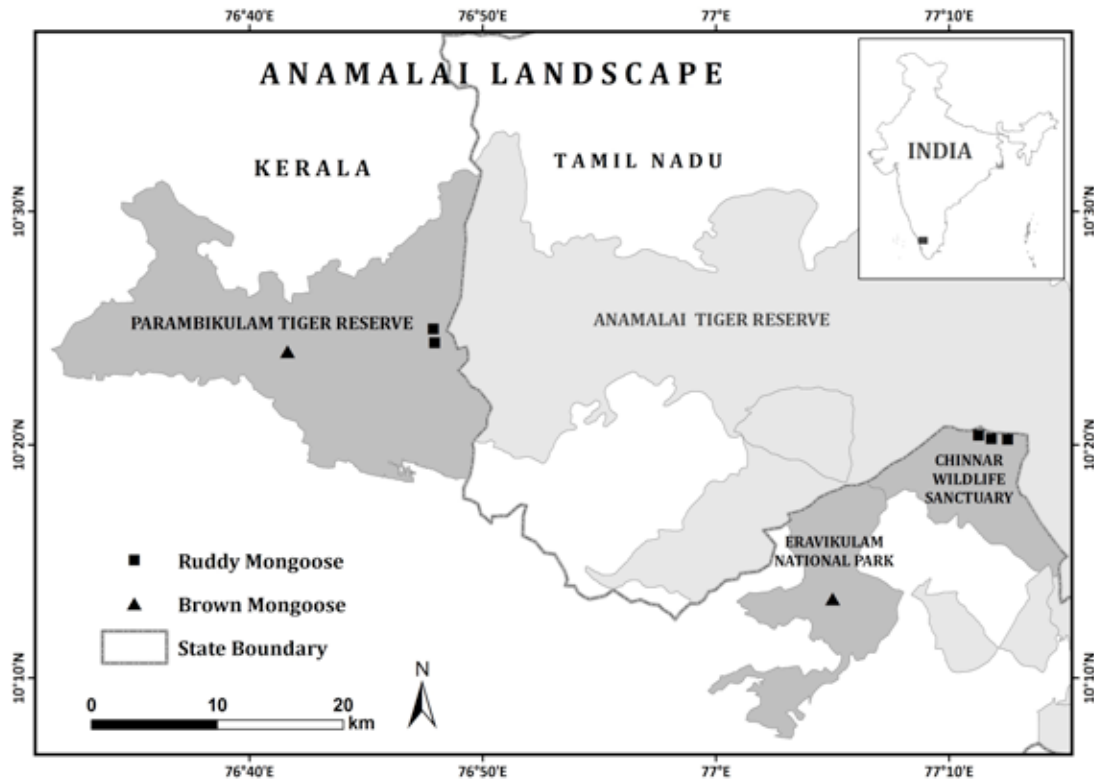 76°40'E
76°50'E
77°E
77°10'E
ANAMALAI LANDSCAPE
KERALA
TAMIL NADU
INDIA
10°30'N
10°30'N
PARAMBIKULAM TIGER RESERVE
ANAMALAI TIGER RESERVE
10°20'N
10°20'N
CHINNAR
WILDLIFE
SANCTUARY
ERAVIKULAM
NATIONAL PARK
Ruddy Mongoose
Brown Mongoose
State Boundary
N
10°10'N
10°10'N
0
10
20
km
76°40'E
76°50'E
77°E
77°10'E